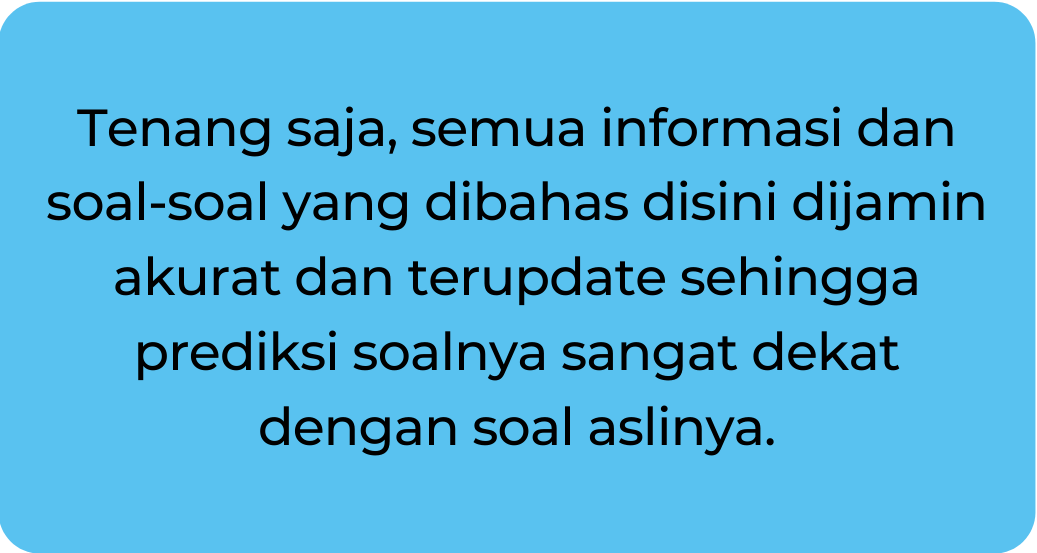 Tenang saja, semua informasi dan
soal-soal yang dibahas disini dijamin
akurat dan terupdate sehingga
prediksi soalnya sangat dekat
dengan soal aslinya.